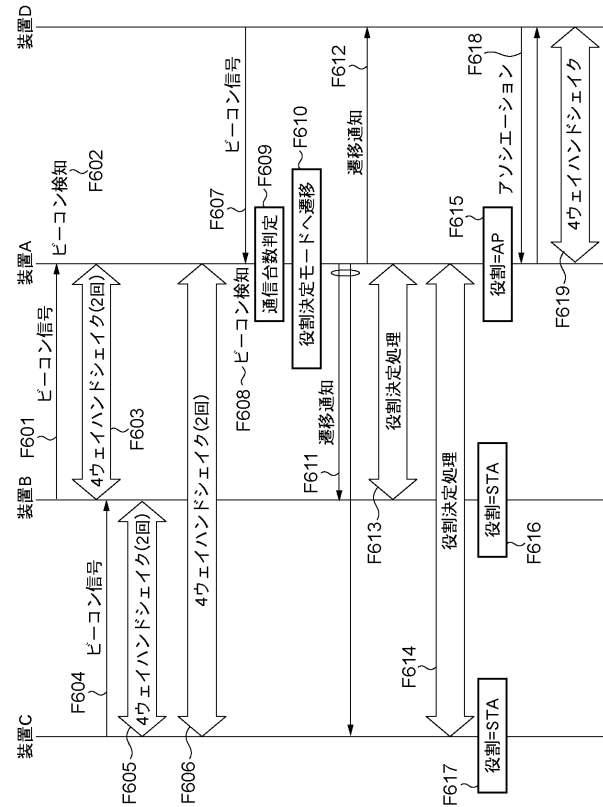 装置C
装置B
装置A
装置D
F601
ビーコン信号
ビーコン検知
F602
4ウェイハンドシェイク(2回)
F603
F604
ビーコン信号
4ウェイハンドシェイク(2回)
F605
4ウェイハンドシェイク(2回)
F606
ビーコン信号
F607
F608
ビーコン検知
通信台数判定
F609
役割決定モードへ遷移
F610
遷移通知
F611
遷移通知
F612
役割決定処理
F613
役割決定処理
F614
役割=AP
F615
役割=STA
F616
役割=STA
F617
アソシエーション
F618
4ウェイハンドシェイク
F619